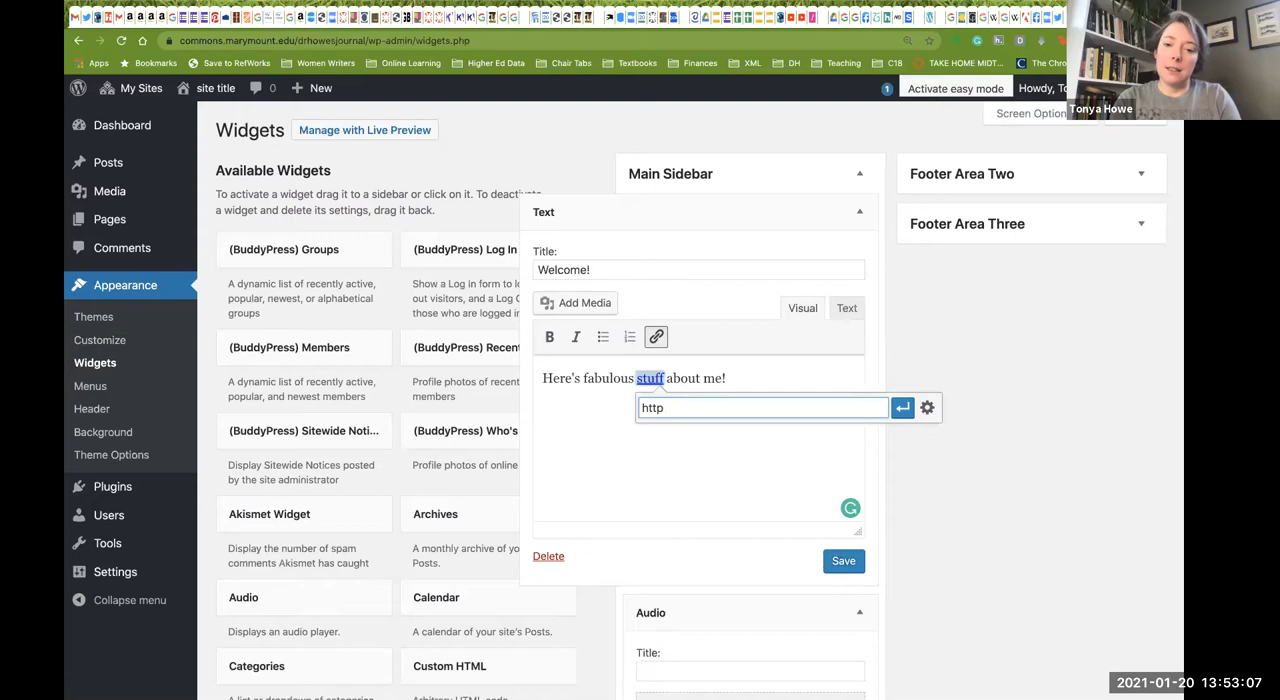 commons.marymount.edu/drhowesjournal/wp-admin/widgets.php
Apps Bookmarks Save to RefWorks Women Writers Online Learning Higher Ed Data Chair Tabs Textbooks Finances XML DH Teaching C18 TAKE HOME MIDT... The Chro
Tonya Howe
My Sites site title 0 New 1 Activate easy mode Howdy, To
Screen Option
Dashboard
Posts
Media
Pages
Comments
Appearance
Themes
Customize
Widgets
Menus
Header
Background
Theme Options
Plugins
Users
Tools
Settings
Collapse menu
Widgets Manage with Live Preview
Available Widgets
To activate a widget drag it to a sidebar or click on it. To deactivate
a widget and delete its settings, drag it back.
(BuddyPress) Groups
A dynamic list of recently active,
popular, newest, or alphabetical
groups
(BuddyPress) Log In
Show a Log in form to lo
out visitors, and a Log O
those who are logged in
(BuddyPress) Members
A dynamic list of recently active,
popular, and newest members
(BuddyPress) Recent
Profile photos of recent
members
(BuddyPress) Sitewide Noti...
Display Sitewide Notices posted
by the site administrator
(BuddyPress) Who's
Profile photos of online
Akismet Widget
Display the number of spam
comments Akismet has caught
Archives
A monthly archive of yo
Posts.
Audio
Displays an audio player.
Calendar
A calendar of your site's Posts.
Categories
Custom HTML
Main Sidebar
Text
Title:
Welcome!
Add Media
Visual Text
B I
Here's fabulous stuff about me!
http
Delete
Save
Audio
Title:
Footer Area Two
Footer Area Three
2021-01-20 13:53:07